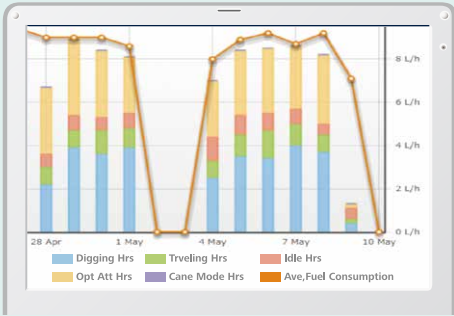 8 L/h
6 L/h
4 L/h
2 L/h
0 L/h
28 Apr 1 May 4 May 7 May 10 May
Digging Hrs Trveling Hrs Idle Hrs
Opt Att Hrs Cane Mode Hrs Ave,Fuel Consumption